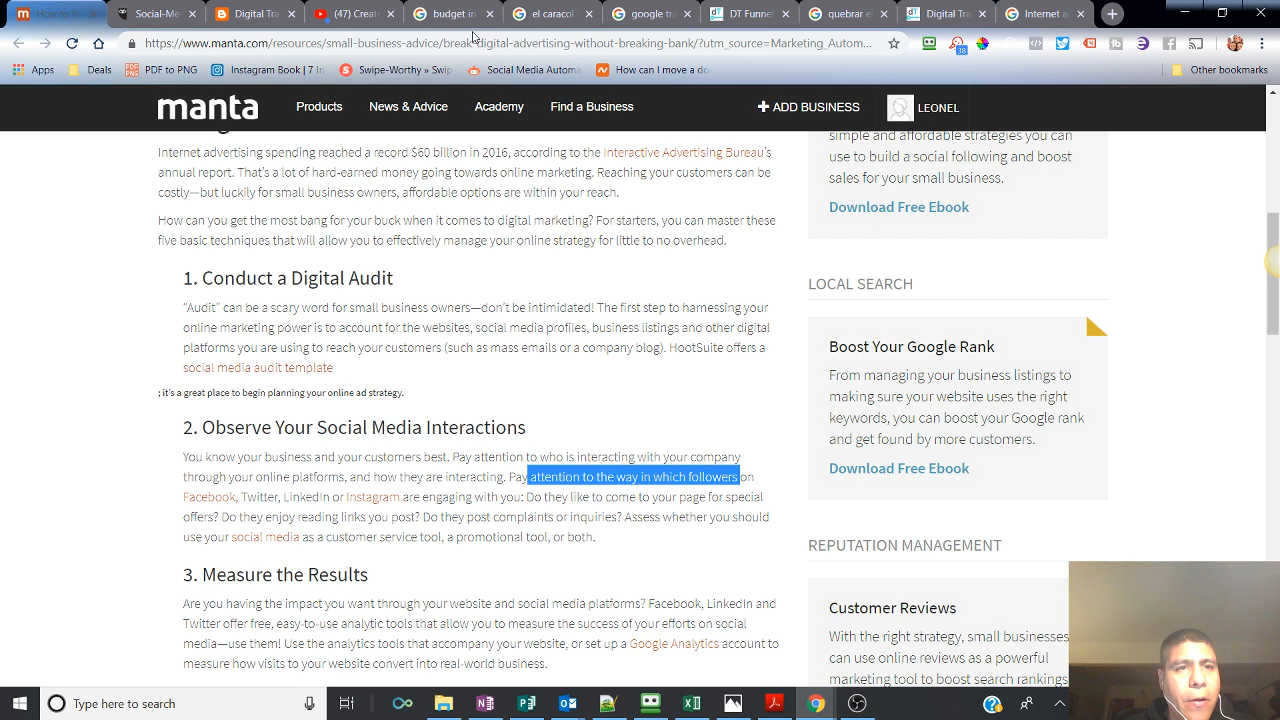 How to B
Social-Me
Digital Tra
(47) Create
budget in
el caracol
google tra
DT Funnel
quebrar el
Digital Tra
Internet a
https://www.manta.com/resources/small-business-advice/break-digital-advertising-without-breaking-bank/?utm_source=Marketing_Autom...
38
Apps
Deals
PDF to PNG
Instagram Book | 7 In
Swipe-Worthy » Swip
Social Media Automa
How can I move a do
Other bookmarks
manta
Products
News & Advice
Academy
Find a Business
+ ADD BUSINESS
LEONEL
Internet advertising spending reached a record $60 billion in 2016, according to the Interactive Advertising Bureau's
annual report. That's a lot of hard-earned money going towards online marketing. Reaching your customers can be
costly—but luckily for small business owners, affordable options are within your reach.
How can you get the most bang for your buck when it comes to digital marketing? For starters, you can master these
five basic techniques that will allow you to effectively manage your online strategy for little to no overhead.
1. Conduct a Digital Audit
"Audit" can be a scary word for small business owners—don't be intimidated! The first step to harnessing your
online marketing power is to account for the websites, social media profiles, business listings and other digital
platforms you are using to reach your customers (such as mass emails or a company blog). HootSuite offers a
social media audit template
; it's a great place to begin planning your online ad strategy.
2. Observe Your Social Media Interactions
You know your business and your customers best. Pay attention to who is interacting with your company
through your online platforms, and how they are interacting. Pay attention to the way in which followers on
Facebook, Twitter, LinkedIn or Instagram are engaging with you: Do they like to come to your page for special
offers? Do they enjoy reading links you post? Do they post complaints or inquiries? Assess whether you should
use your social media as a customer service tool, a promotional tool, or both.
3. Measure the Results
Are you having the impact you want through your website and social media platforms? Facebook, LinkedIn and
Twitter offer free, easy-to-use analytic tools that allow you to measure the success of your efforts on social
media—use them! Use the analytics tools that accompany your website, or set up a Google Analytics account to
measure how visits to your website convert into real-world business.
simple and affordable strategies you can
use to build a social following and boost
sales for your small business.
Download Free Ebook
LOCAL SEARCH
Boost Your Google Rank
From managing your business listings to
making sure your website uses the right
keywords, you can boost your Google rank
and get found by more customers.
Download Free Ebook
REPUTATION MANAGEMENT
Customer Reviews
With the right strategy, small businesses
can use online reviews as a powerful
marketing tool to boost search rankings
Type here to search